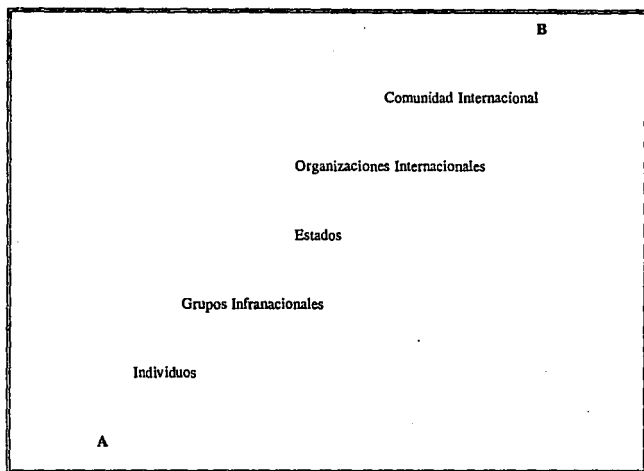 B
Comunidad Internacional
Organizaciones Internacionales
Estados
Grupos Infranacionales
Individuos
A